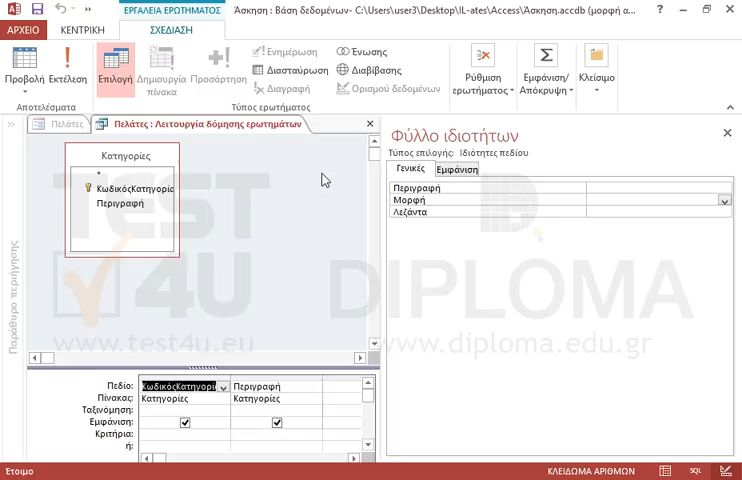 ΕΡΓΑΛΕΙΑ ΕΡΩΤΗΜΑΤΟΣ
Άσκηση : Βάση δεδομένων- C:\Users\user3\Desktop\IL-ates\Access\Άσκηση.accdb (μορφή α...
ΑΡΧΕΙΟ ΚΕΝΤΡΙΚΗ ΣΧΕΔΙΑΣΗ
Προβολή Εκτέλεση
Αποτελέσματα
Επιλογή Δημιουργία πίνακα Προσάρτηση
Ενημέρωση
Διασταύρωση
Διαγραφή
Ένωσης
Διαβίβασης
Ορισμού δεδομένων
Τύπος ερωτήματος
Ρύθμιση ερωτήματος
Εμφάνιση/ Απόκρυψη
Κλείσιμο
Πελάτες
Πελάτες : Λειτουργία δόμησης ερωτημάτων
Παράθυρο περιήγησης
Κατηγορίες
*
ΚωδικόςΚατηγορία
Περιγραφή
Φύλλο ιδιοτήτων
Τύπος επιλογής: Ιδιότητες πεδίου
Γενικές Εμφάνιση
Περιγραφή
Μορφή
Λεζάντα
TEST
4U
www.test4u.eu
DIPLOMA
www.diploma.edu.gr
Πεδίο: ΚωδικόςΚατηγορί Περιγραφή
Πίνακας: Κατηγορίες Κατηγορίες
Ταξινόμηση:
Εμφάνιση:
Κριτήρια:
ή:
Έτοιμο
ΚΛΕΙΔΩΜΑ ΑΡΙΘΜΩΝ
SQL